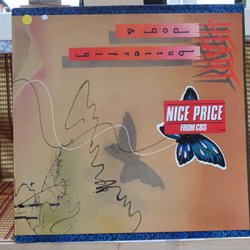 HEART
dog &
butterfly
NICE PRICE
FROM CBS